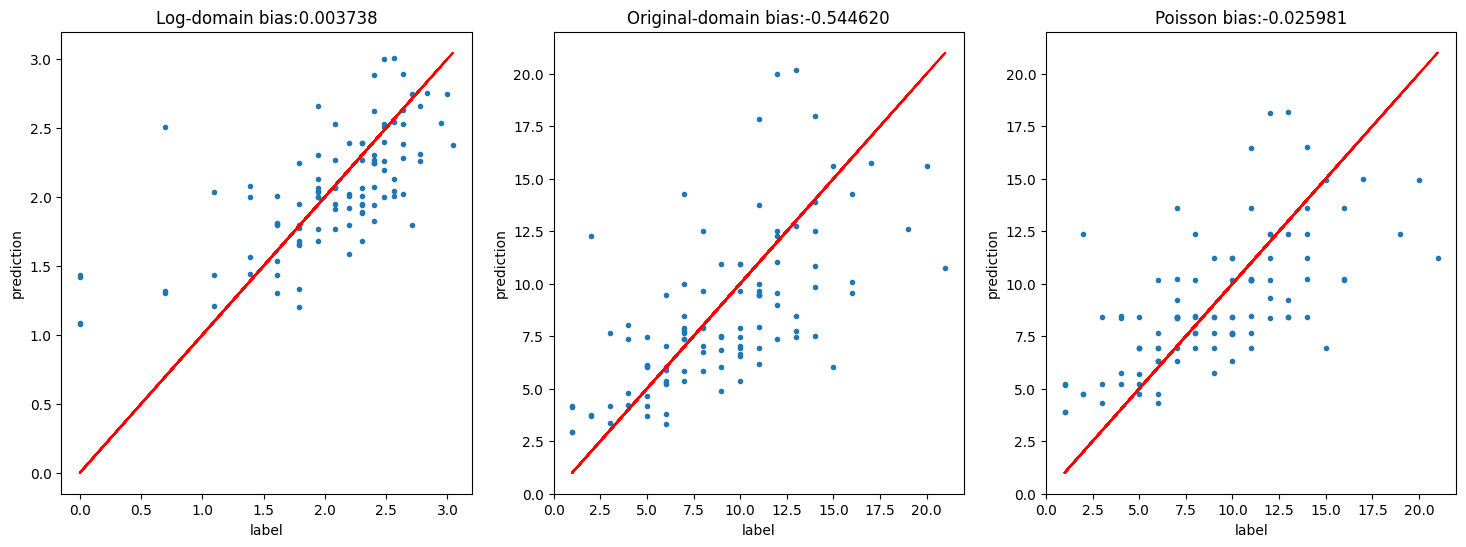 Log-domain bias:0.003738
prediction
3.0
2.5
2.0
1.5
1.0
0.5
0.0
0.0 0.5 1.0 1.5 2.0 2.5 3.0
label
Original-domain bias:-0.544620
prediction
20.0
17.5
15.0
12.5
10.0
7.5
5.0
2.5
0.0
0.0 2.5 5.0 7.5 10.0 12.5 15.0 17.5 20.0
label
Poisson bias:-0.025981
prediction
20.0
17.5
15.0
12.5
10.0
7.5
5.0
2.5
0.0
0.0 2.5 5.0 7.5 10.0 12.5 15.0 17.5 20.0
label